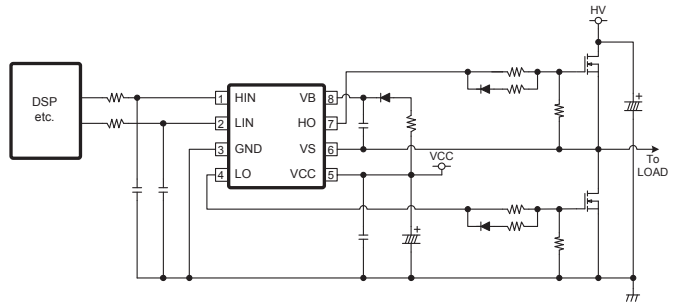 HV
DSP
etc.
1 HIN VB 8
2 LIN HO 7
3 GND VS 6
4 LO VCC 5
VCC
To
LOAD
+
+